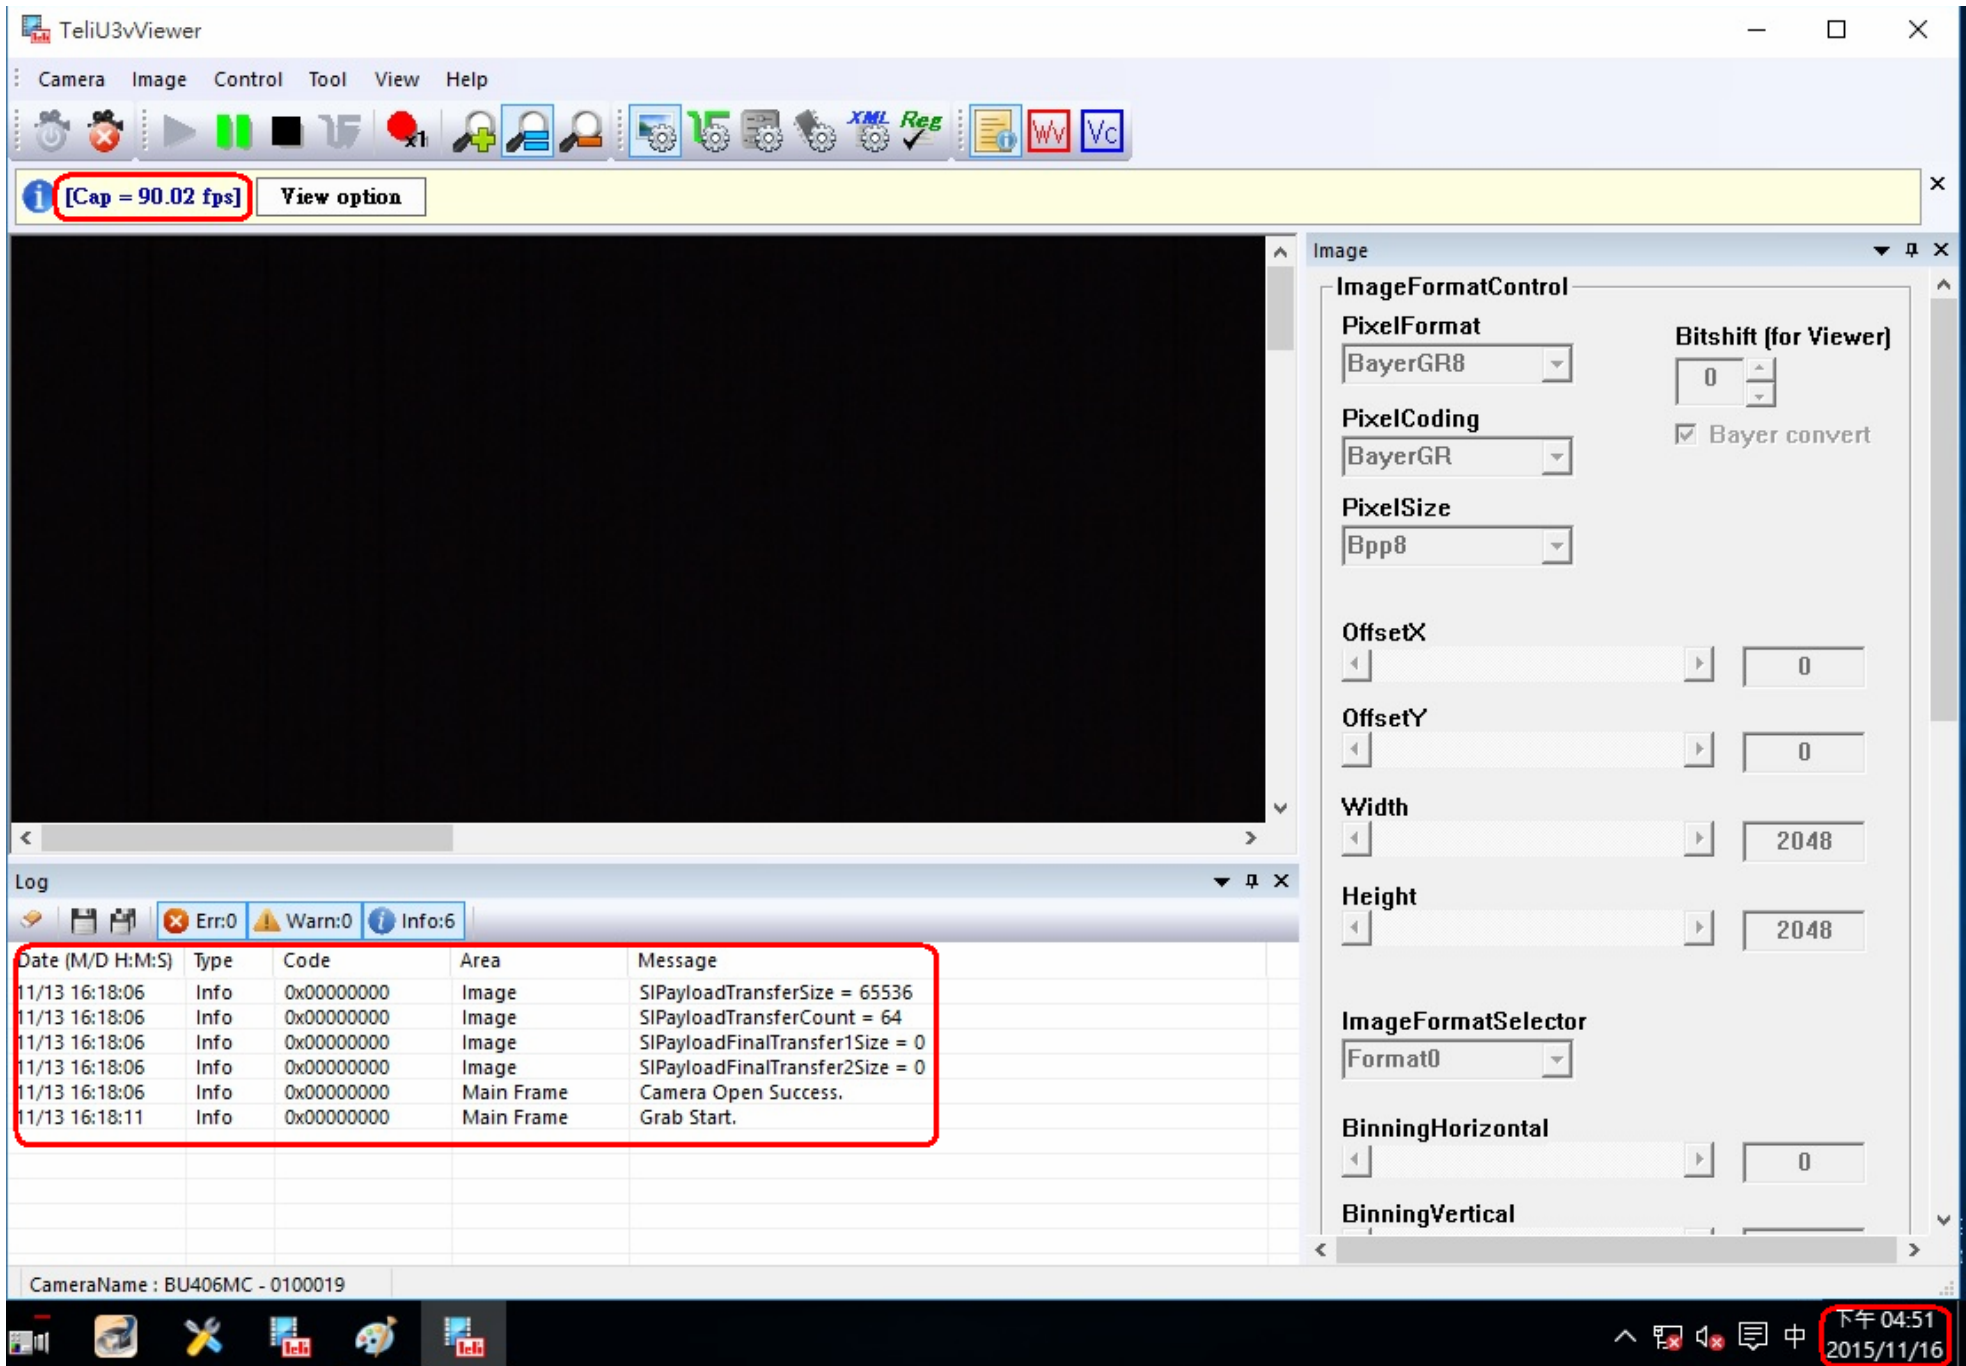 TeliU3vViewer
Camera Image Control Tool View Help
x1 XML Reg Wv Vc
[Cap = 90.02 fps] View option
Image
ImageFormatControl
PixelFormat
BayerGR8
Bitshift (for Viewer)
0
PixelCoding
BayerGR
Bayer convert
PixelSize
Bpp8
OffsetX
0
OffsetY
0
Width
2048
Height
2048
ImageFormatSelector
Format0
BinningHorizontal
0
BinningVertical
Log
Err:0 Warn:0 Info:6
Date (M/D H:M:S) Type Code Area Message
11/13 16:18:06 Info 0x00000000 Image SIPayloadTransferSize = 65536
11/13 16:18:06 Info 0x00000000 Image SIPayloadTransferCount = 64
11/13 16:18:06 Info 0x00000000 Image SIPayloadFinalTransfer1Size = 0
11/13 16:18:06 Info 0x00000000 Image SIPayloadFinalTransfer2Size = 0
11/13 16:18:06 Info 0x00000000 Main Frame Camera Open Success.
11/13 16:18:11 Info 0x00000000 Main Frame Grab Start.
CameraName : BU406MC - 0100019
Teli Teli
中
下午 04:51
2015/11/16